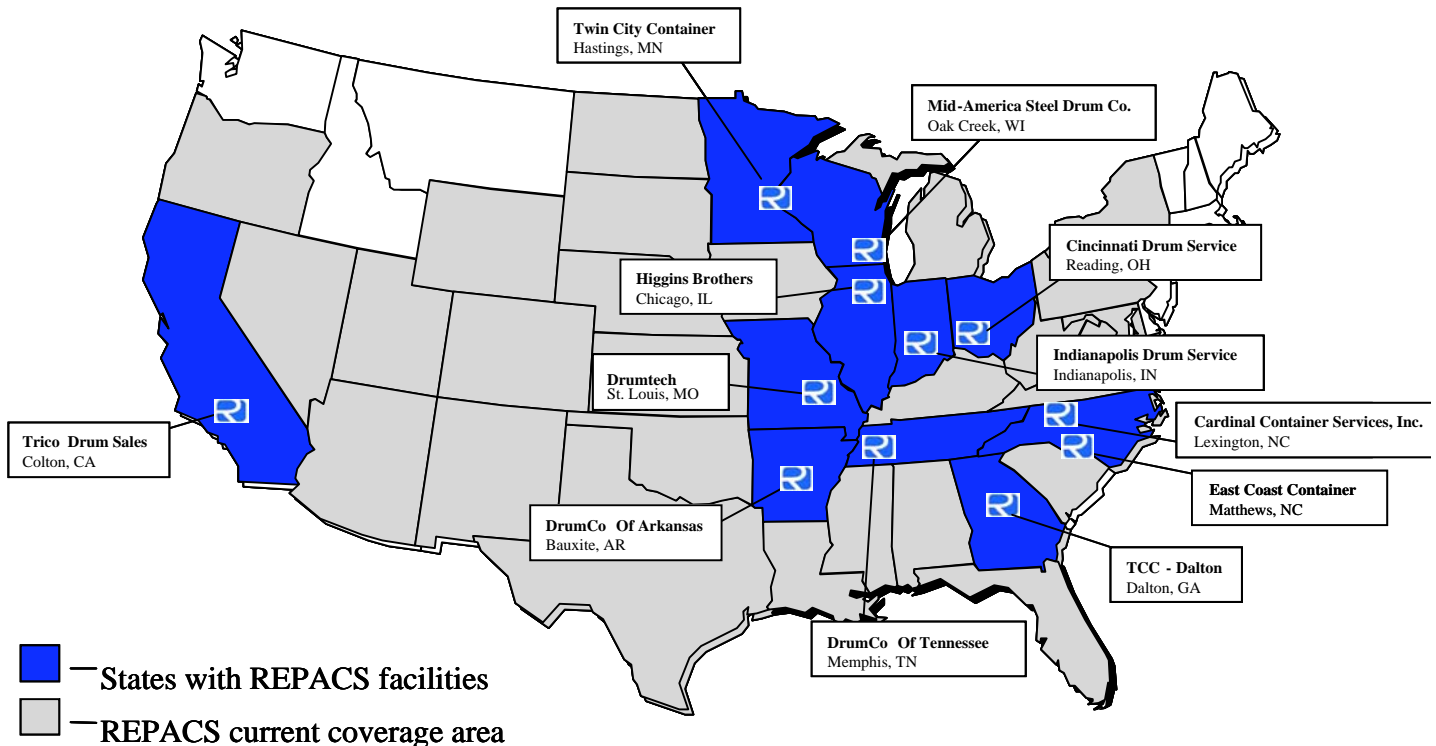 Twin City Container
Hastings, MN
Mid-America Steel Drum Co.
Oak Creek, WI
Cincinnati Drum Service
Reading, OH
Higgins Brothers
Chicago, IL
Indianapolis Drum Service
Indianapolis, IN
Drumtech
St. Louis, MO
Cardinal Container Services, Inc.
Lexington, NC
Trico Drum Sales
Colton, CA
East Coast Container
Matthews, NC
DrumCo Of Arkansas
Bauxite, AR
TCC - Dalton
Dalton, GA
DrumCo Of Tennessee
Memphis, TN
States with REPACS facilities
REPACS current coverage area